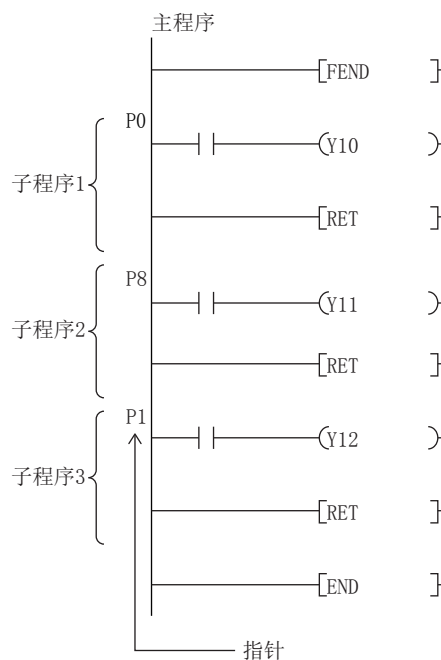 主程序
FEND
P0
Y10
子程序1
RET
P8
Y11
子程序2
RET
P1
Y12
子程序3
RET
END
指针